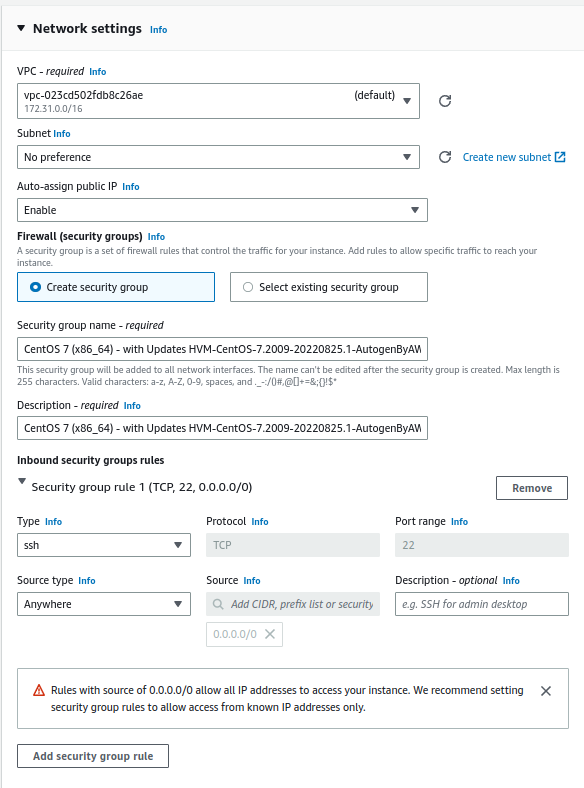 Network settings Info
VPC - required Info
vpc-023cd502fdb8c26ae (default)
172.31.0.0/16
Subnet Info
No preference
Create new subnet
Auto-assign public IP Info
Enable
Firewall (security groups) Info
A security group is a set of firewall rules that control the traffic for your instance. Add rules to allow specific traffic to reach your
instance.
Create security group
Select existing security group
Security group name - required
CentOS 7 (x86_64) - with Updates HVM-CentOS-7.2009-20220825.1-AutogenByAW
This security group will be added to all network interfaces. The name can't be edited after the security group is created. Max length is
255 characters. Valid characters: a-z, A-Z, 0-9, spaces, and ._-:/()#,@[]+=&;{}!$*
Description - required Info
CentOS 7 (x86_64) - with Updates HVM-CentOS-7.2009-20220825.1-AutogenByAW
Inbound security groups rules
Security group rule 1 (TCP, 22, 0.0.0.0/0)
Remove
Type Info
Protocol Info
Port range Info
ssh
TCP
22
Source type Info
Source Info
Description - optional Info
Anywhere
Add CIDR, prefix list or security
e.g. SSH for admin desktop
0.0.0.0/0
Rules with source of 0.0.0.0/0 allow all IP addresses to access your instance. We recommend setting
security group rules to allow access from known IP addresses only.
Add security group rule